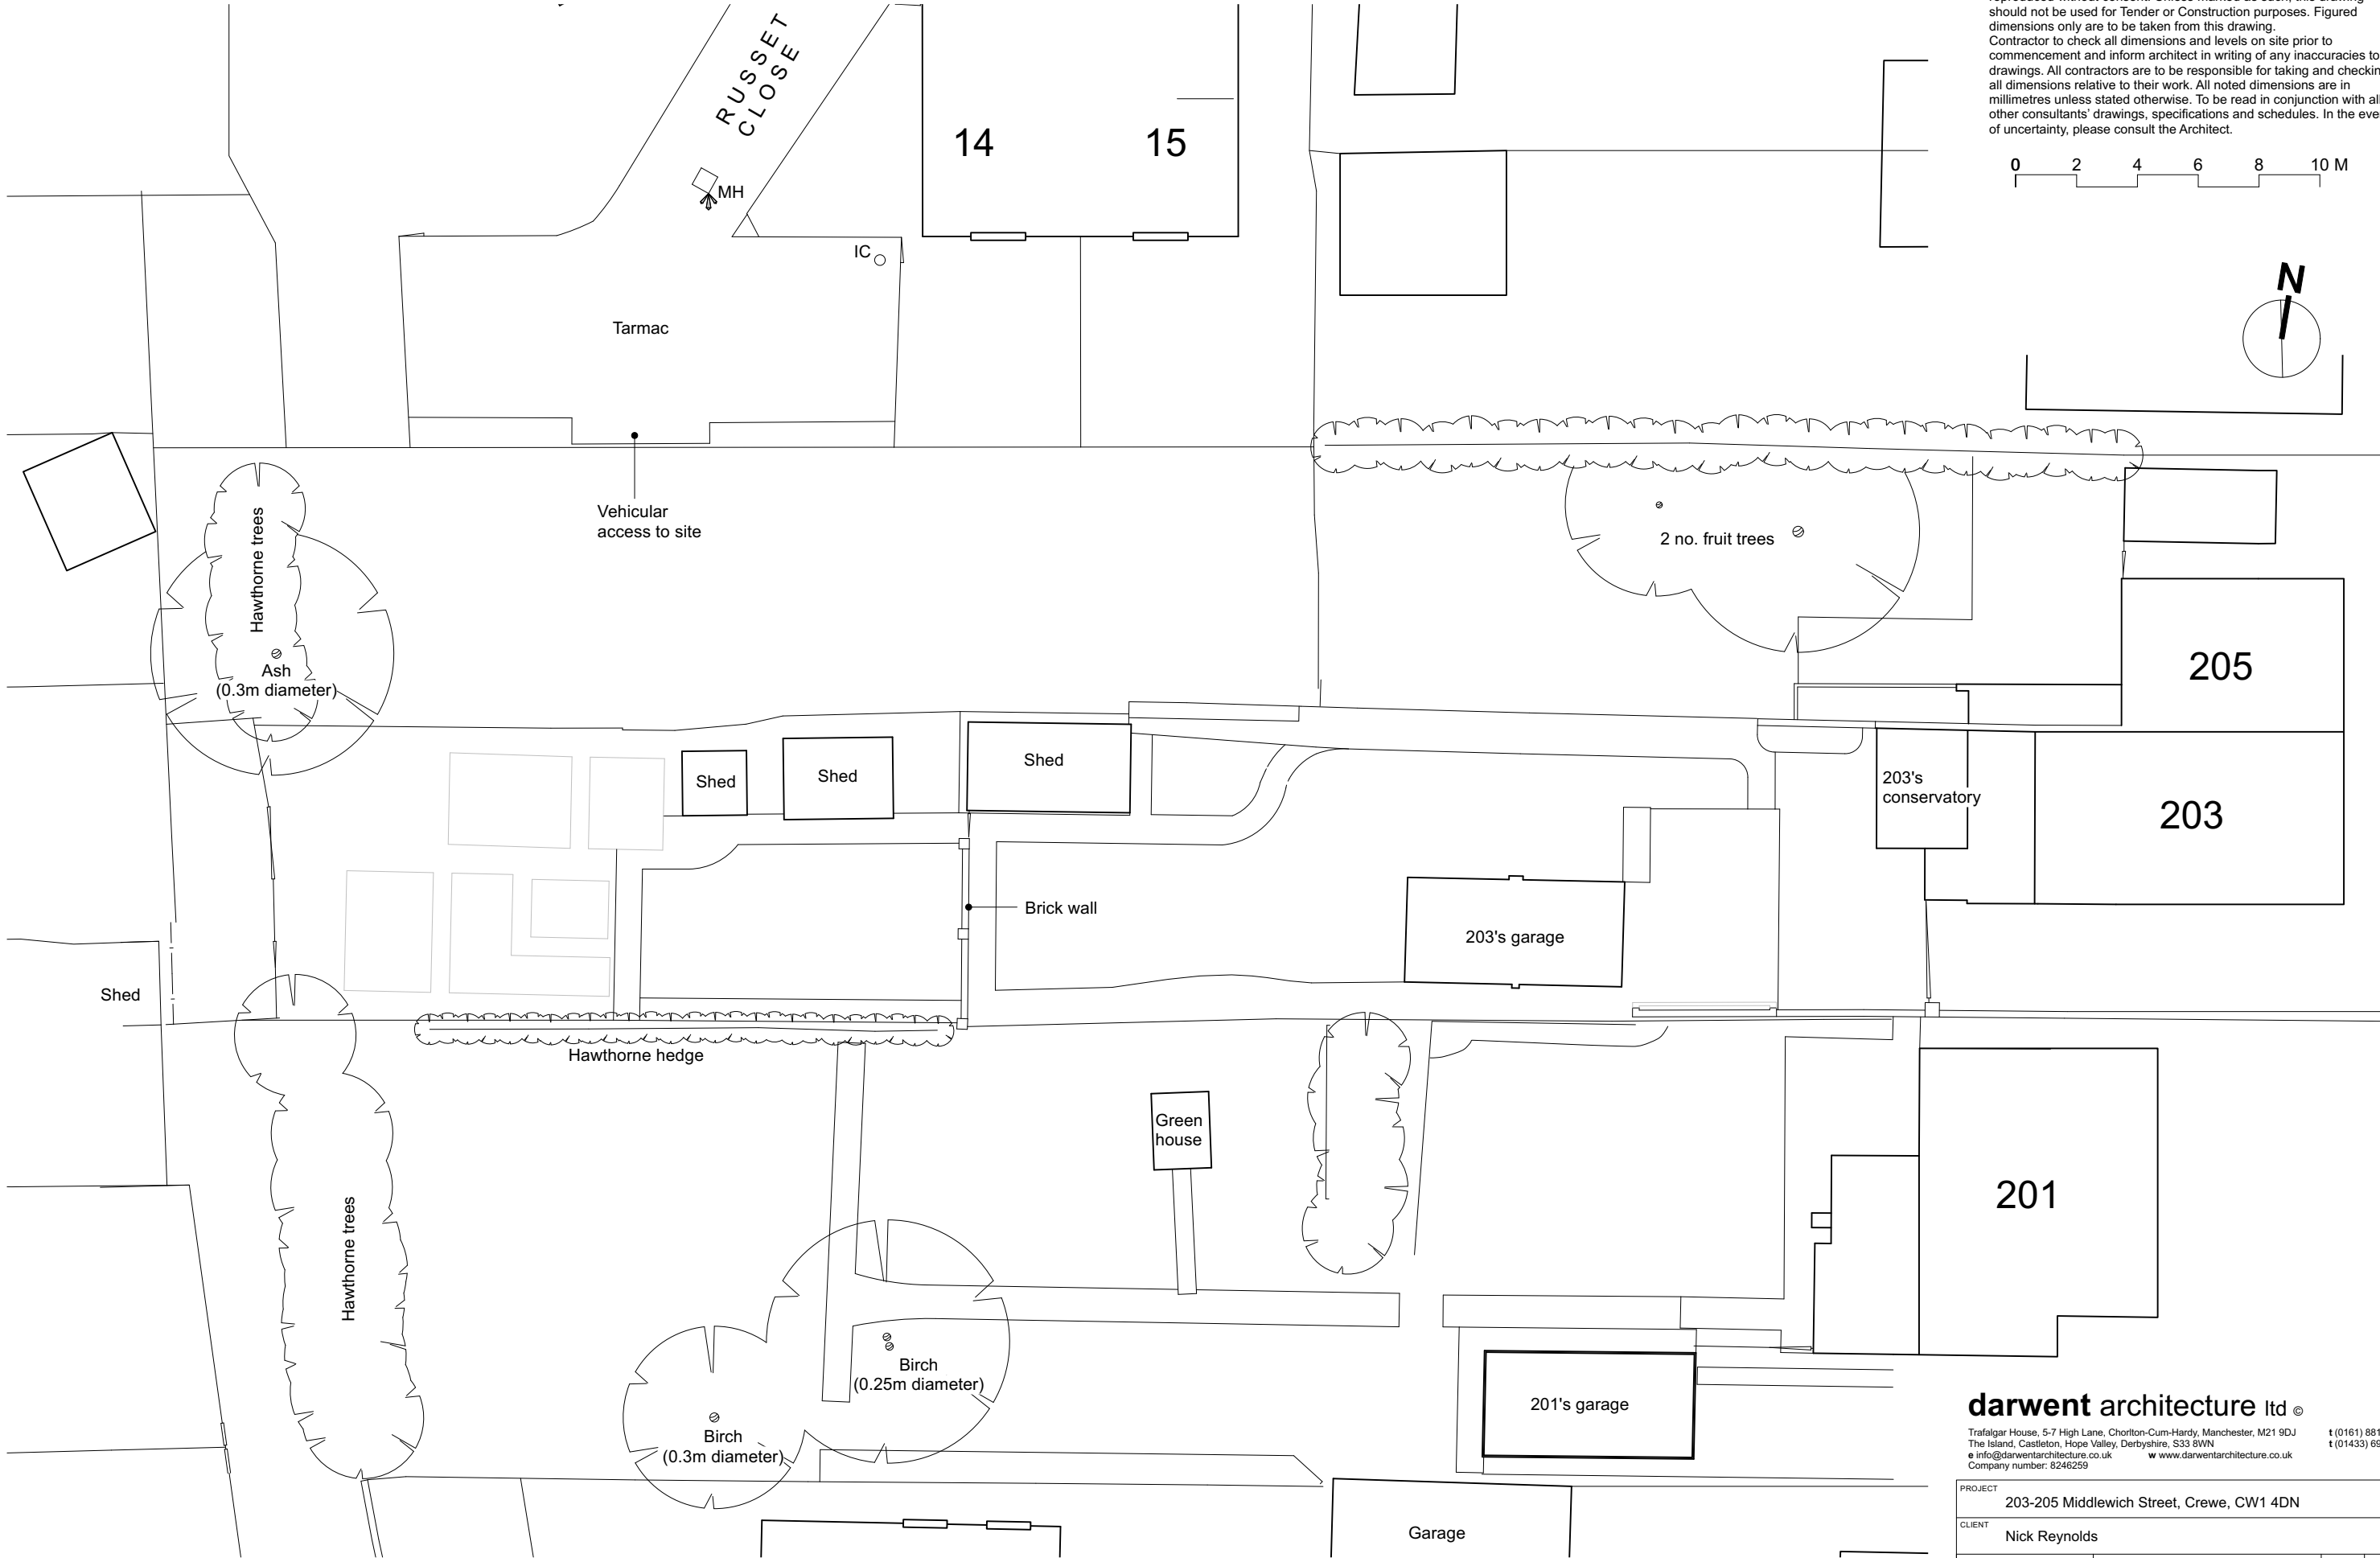 should not be used for Tender or Construction purposes. Figured
dimensions only are to be taken from this drawing.
Contractor to check all dimensions and levels on site prior to
commencement and inform architect in writing of any inaccuracies to
drawings. All contractors are to be responsible for taking and
all dimensions relative to their work. All noted dimensions are in
millimetres unless stated otherwise. To be read in conjunction with all
other consultants' drawings, specifications and schedules. In the
of uncertainty, please consult the Architect.
0 2 4 6 8 10 M
N
RUSSET
CLOSE
MH
14
15
IC
Tarmac
Vehicular
access to site
Hawthorne trees
Ash
(0.3m diameter)
2 no. fruit trees
205
Shed
Shed
Shed
203's
conservatory
203
Brick wall
203's garage
Shed
Hawthorne hedge
Green
house
201
Hawthorne trees
Birch
(0.25m diameter)
Birch
(0.3m diameter)
201's garage
Garage
darwent architecture ltd ©
Trafalgar House, 5-7 High Lane, Chorlton-Cum-Hardy, Manchester, M21 9DJ t (0161) 881
The Island, Castleton, Hope Valley, Derbyshire, S33 8WN t (01433) 69
e info@darwentarchitecture.co.uk w www.darwentarchitecture.co.uk
Company number: 8246259
PROJECT
203-205 Middlewich Street, Crewe, CW1 4DN
CLIENT
Nick Reynolds